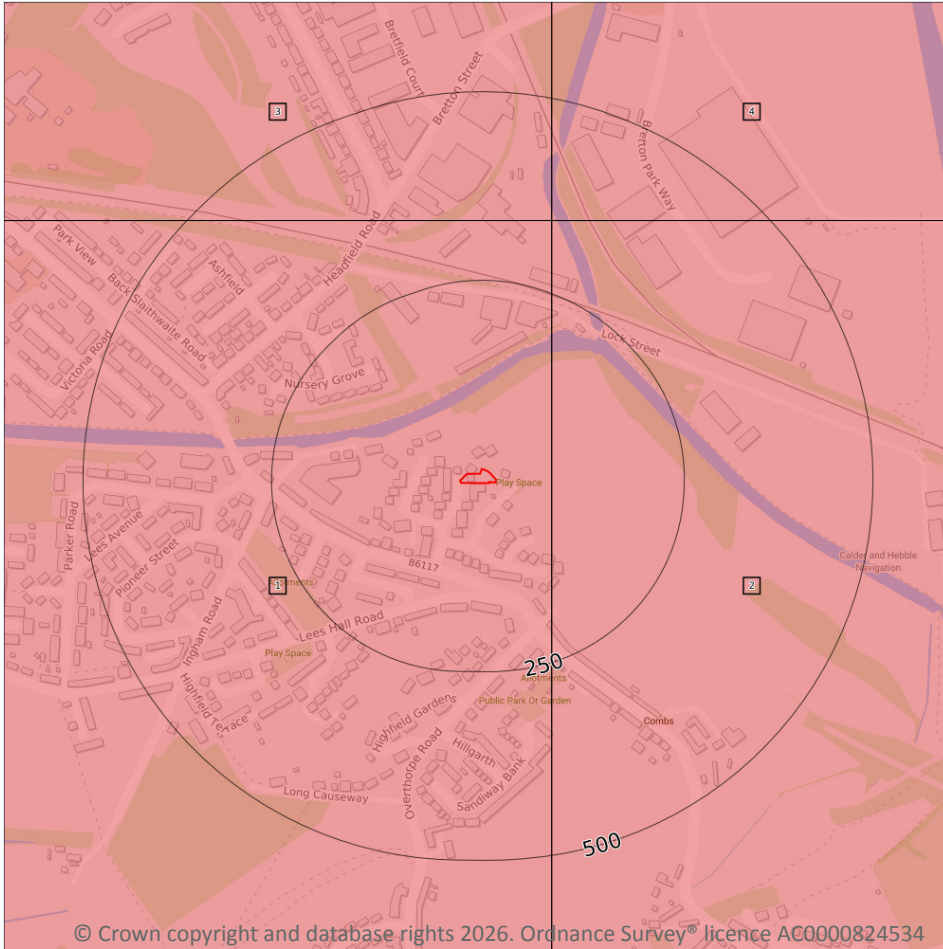 Bretfield Court
Bretton Street
3
4
Bretton Park Way
Headfield Road
Park View
Ashfield
Back Slaithwaite Road
Victoria Road
Nursery Grove
Lock Street
Play Space
Parker Road
Lees Avenue
Pioneer Street
B6117
Calder and Hebble
Navigation
1
2
Ingham Road
Lees Hall Road
Play Space
250
Allotments
Public Park Or Garden
Combs
Highfield Terrace
Highfield Gardens
Overthorpe Road
Hillgarth
Sandiway Bank
Long Causeway
500
© Crown copyright and database rights 2026. Ordnance Survey® licence AC0000824534